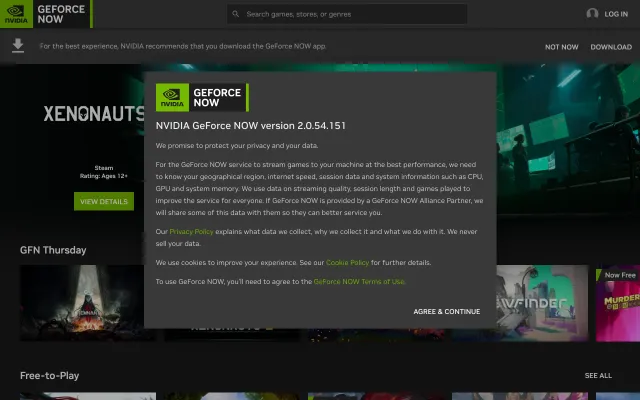 NVIDIA
GEFORCE
NOW
Search games, stores, or genres
LOG IN
For the best experience, NVIDIA recommends that you download the GeForce NOW app.
NOT NOW
DOWNLOAD
XENONAUTS
Steam
Rating: Ages 12+
VIEW DETAILS
NVIDIA
GEFORCE
NOW
NVIDIA GeForce NOW version 2.0.54.151
We promise to protect your privacy and your data.
For the GeForce NOW service to stream games to your machine at the best performance, we need
to know your geographical region, internet speed, session data and system information such as CPU,
GPU and system memory. We use data on streaming quality, session length and games played to
improve the service for everyone. If GeForce NOW is provided by a GeForce NOW Alliance Partner, we
will share some of this data with them so they can better service you.
Our Privacy Policy explains what data we collect, why we collect it and what we do with it. We never
sell your data.
We use cookies to improve your experience. See our Cookie Policy for further details.
To use GeForce NOW, you'll need to agree to the GeForce NOW Terms of Use.
AGREE & CONTINUE
GFN Thursday
Now Free
MURDER
Free-to-Play
SEE ALL